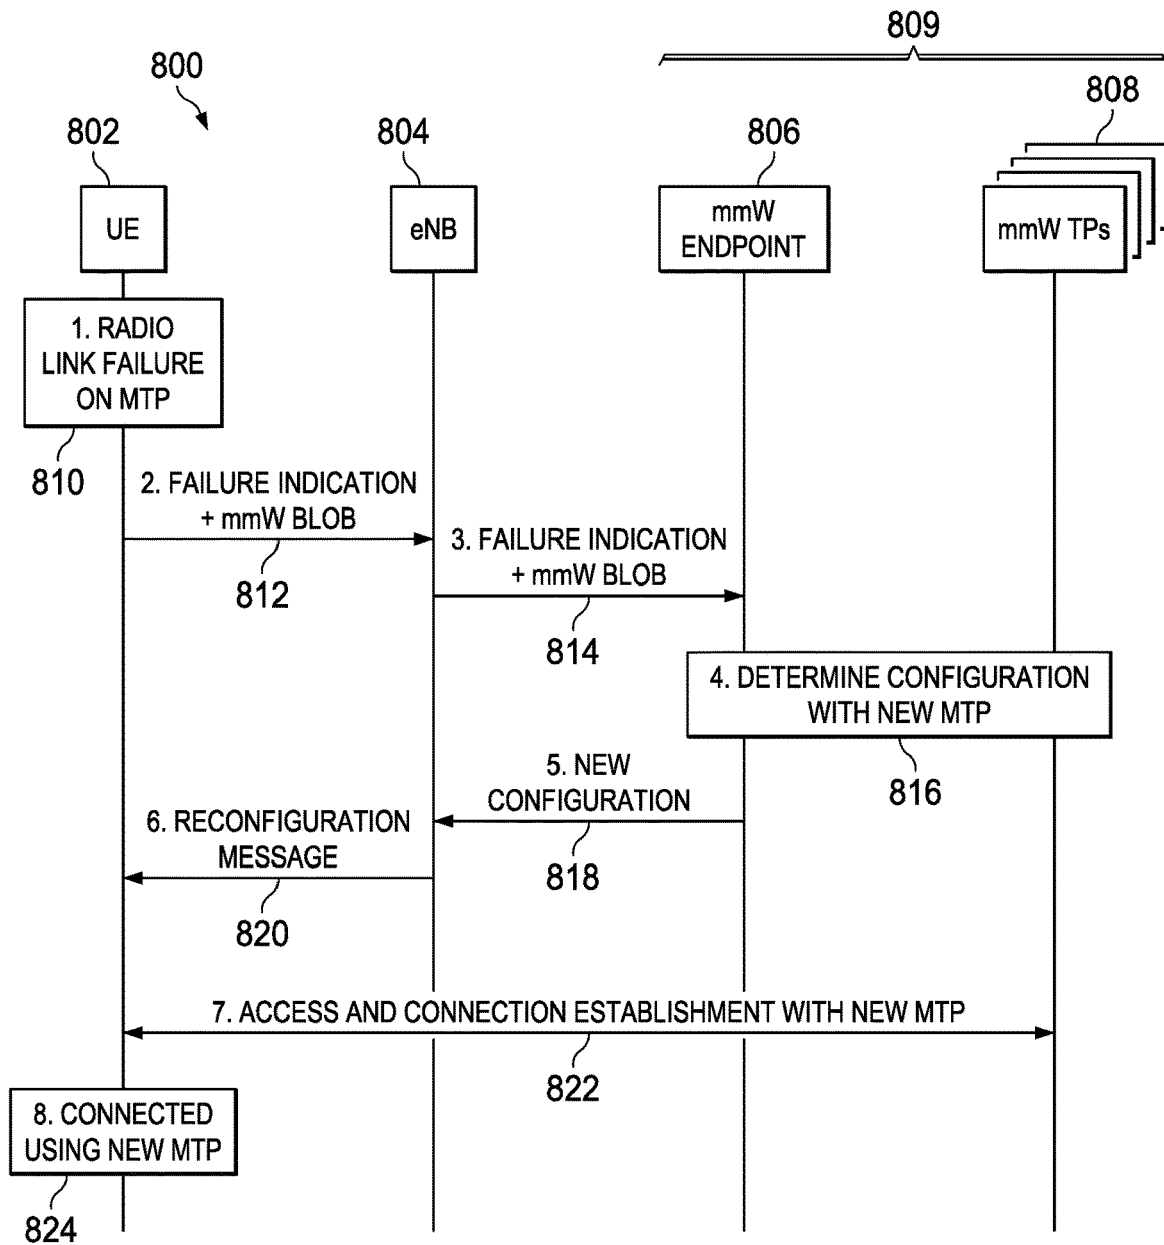 809
800
808
802
804
806
UE
eNB
mmW
ENDPOINT
mmW TPs
1. RADIO
LINK FAILURE
ON MTP
810
2. FAILURE INDICATION
+ mmW BLOB
812
3. FAILURE INDICATION
+ mmW BLOB
814
4. DETERMINE CONFIGURATION
WITH NEW MTP
816
5. NEW
CONFIGURATION
818
6. RECONFIGURATION
MESSAGE
820
7. ACCESS AND CONNECTION ESTABLISHMENT WITH NEW MTP
822
8. CONNECTED
USING NEW MTP
824